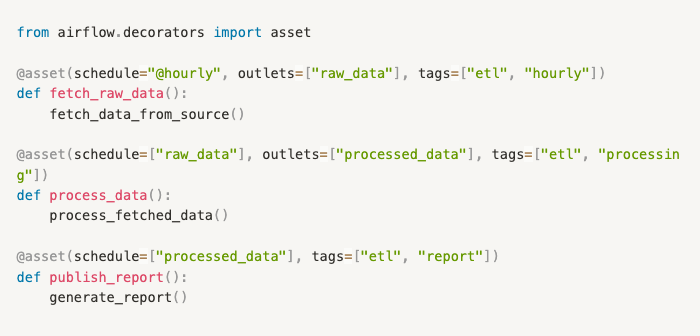 from airflow.decorators import asset
@asset(schedule="@hourly", outlets=["raw_data"], tags=["etl", "hourly"])
def fetch_raw_data():
    fetch_data_from_source()
@asset(schedule=["raw_data"], outlets=["processed_data"], tags=["etl", "processin
g"])
def process_data():
    process_fetched_data()
@asset(schedule=["processed_data"], tags=["etl", "report"])
def publish_report():
    generate_report()